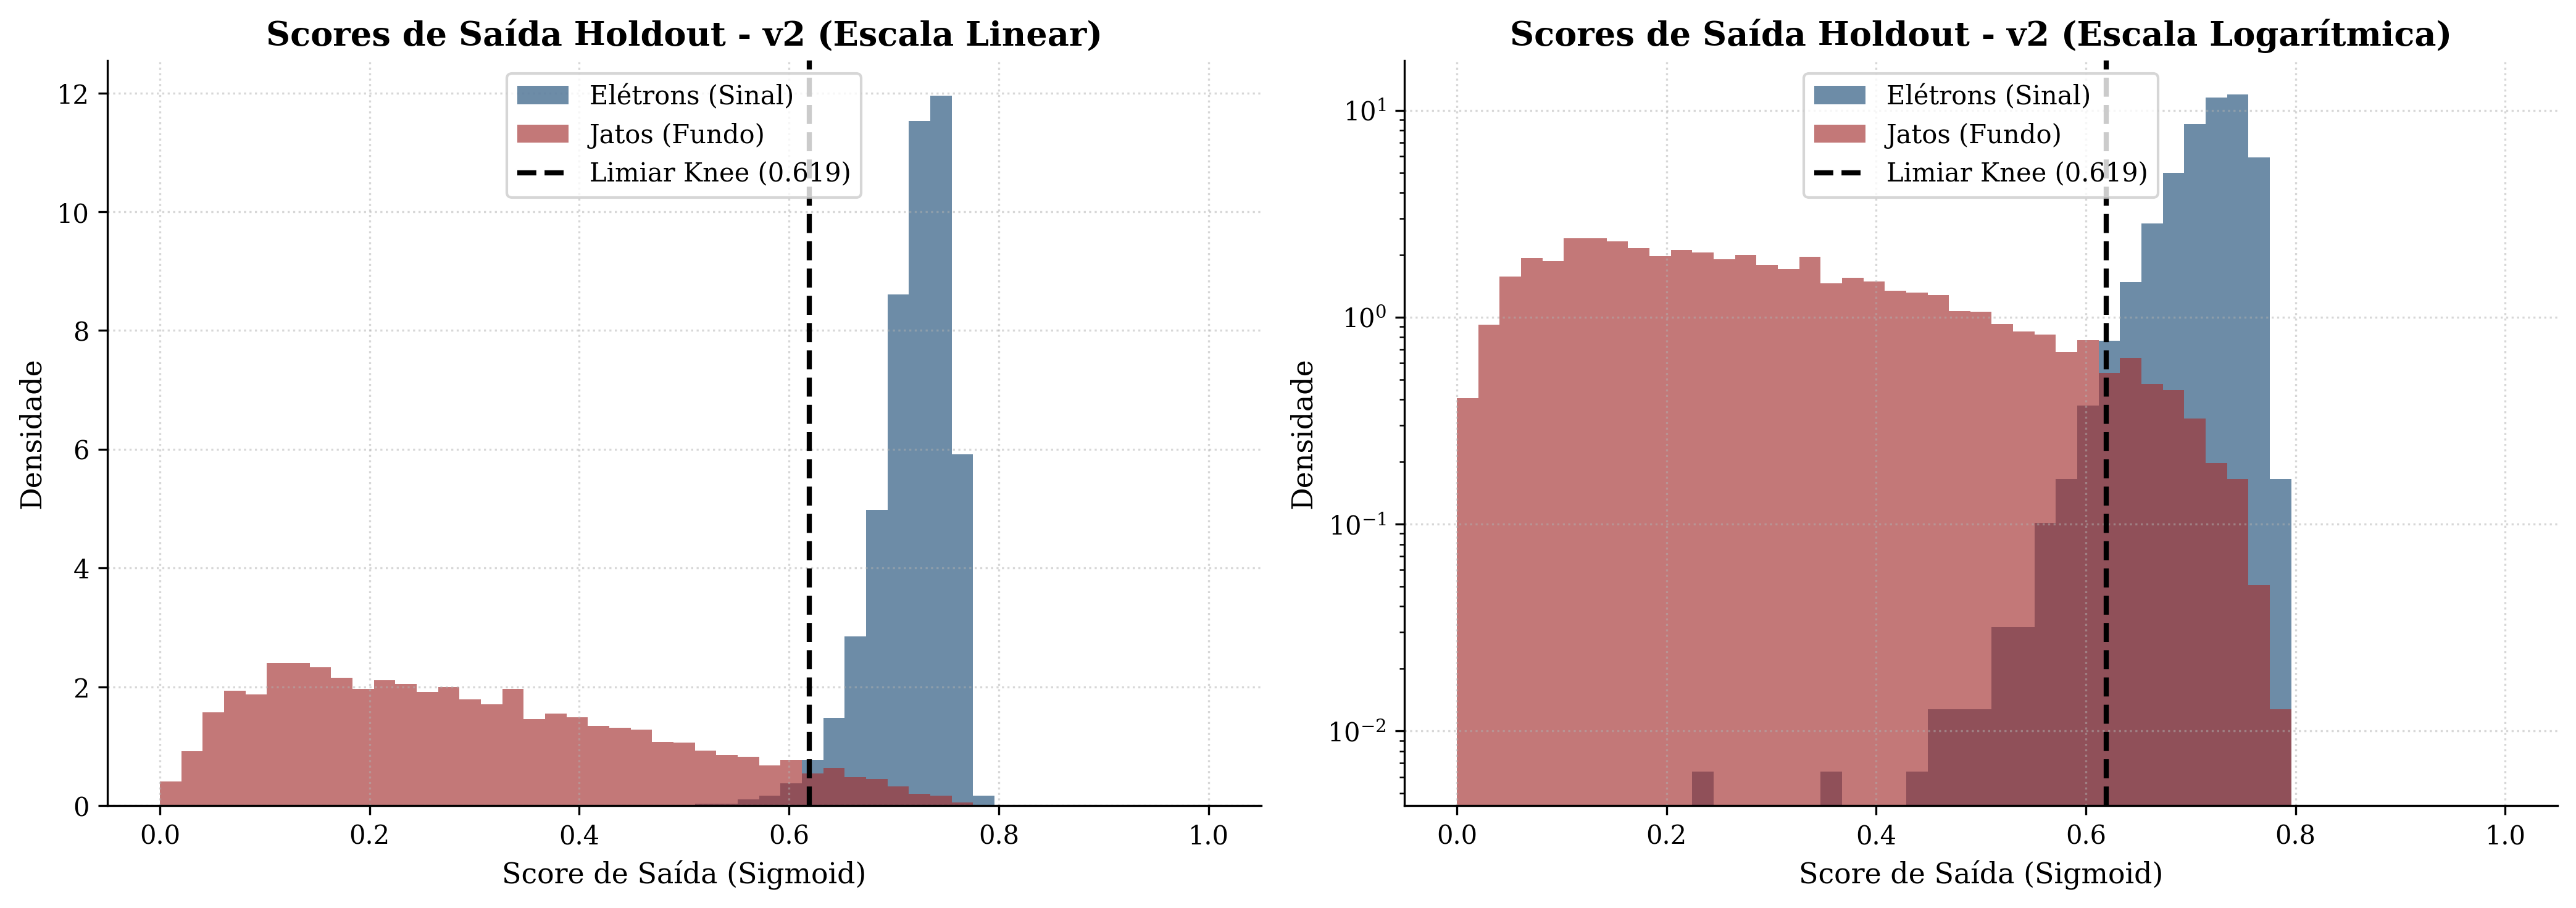 Scores de Saída Holdout - v2 (Escala Linear)
Elétrons (Sinal)
Jatos (Fundo)
Limiar Knee (0.619)
Densidade
12
10
8
6
4
2
0
0.0 0.2 0.4 0.6 0.8 1.0
Score de Saída (Sigmoid)
Scores de Saída Holdout - v2 (Escala Logarítmica)
Elétrons (Sinal)
Jatos (Fundo)
Limiar Knee (0.619)
Densidade
10¹
10⁰
10⁻¹
10⁻²
0.0 0.2 0.4 0.6 0.8 1.0
Score de Saída (Sigmoid)